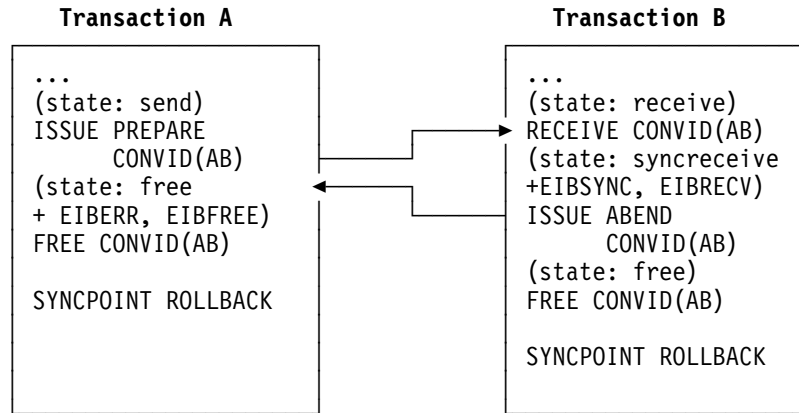 Transaction A
...
(state: send)
ISSUE PREPARE
CONVID(AB)
(state: free
+ EIBERR, EIBFREE)
FREE CONVID(AB)
SYNCPOINT ROLLBACK
Transaction B
...
(state: receive)
RECEIVE CONVID(AB)
(state: syncreceive
+EIBSYNC, EIBRECV)
ISSUE ABEND
CONVID(AB)
(state: free)
FREE CONVID(AB)
SYNCPOINT ROLLBACK